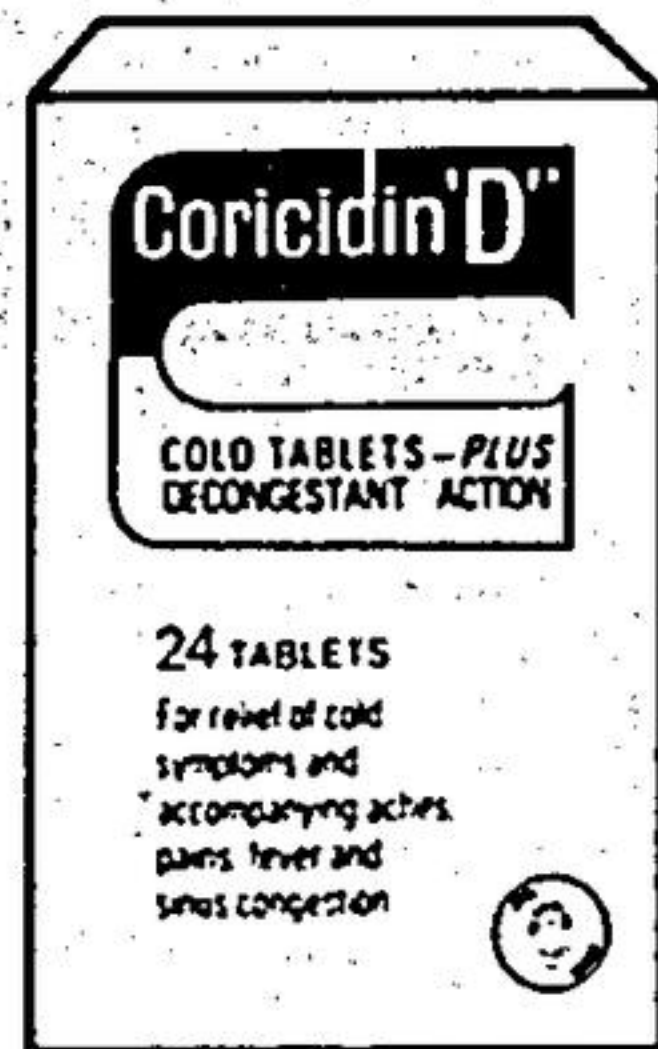 Coricidin 'D'
COLD TABLETS - PLUS
DECONGESTANT ACTION
24 TABLETS
For relief of cold
symptoms and
accompanying aches,
pains, fever and
sinus congestion